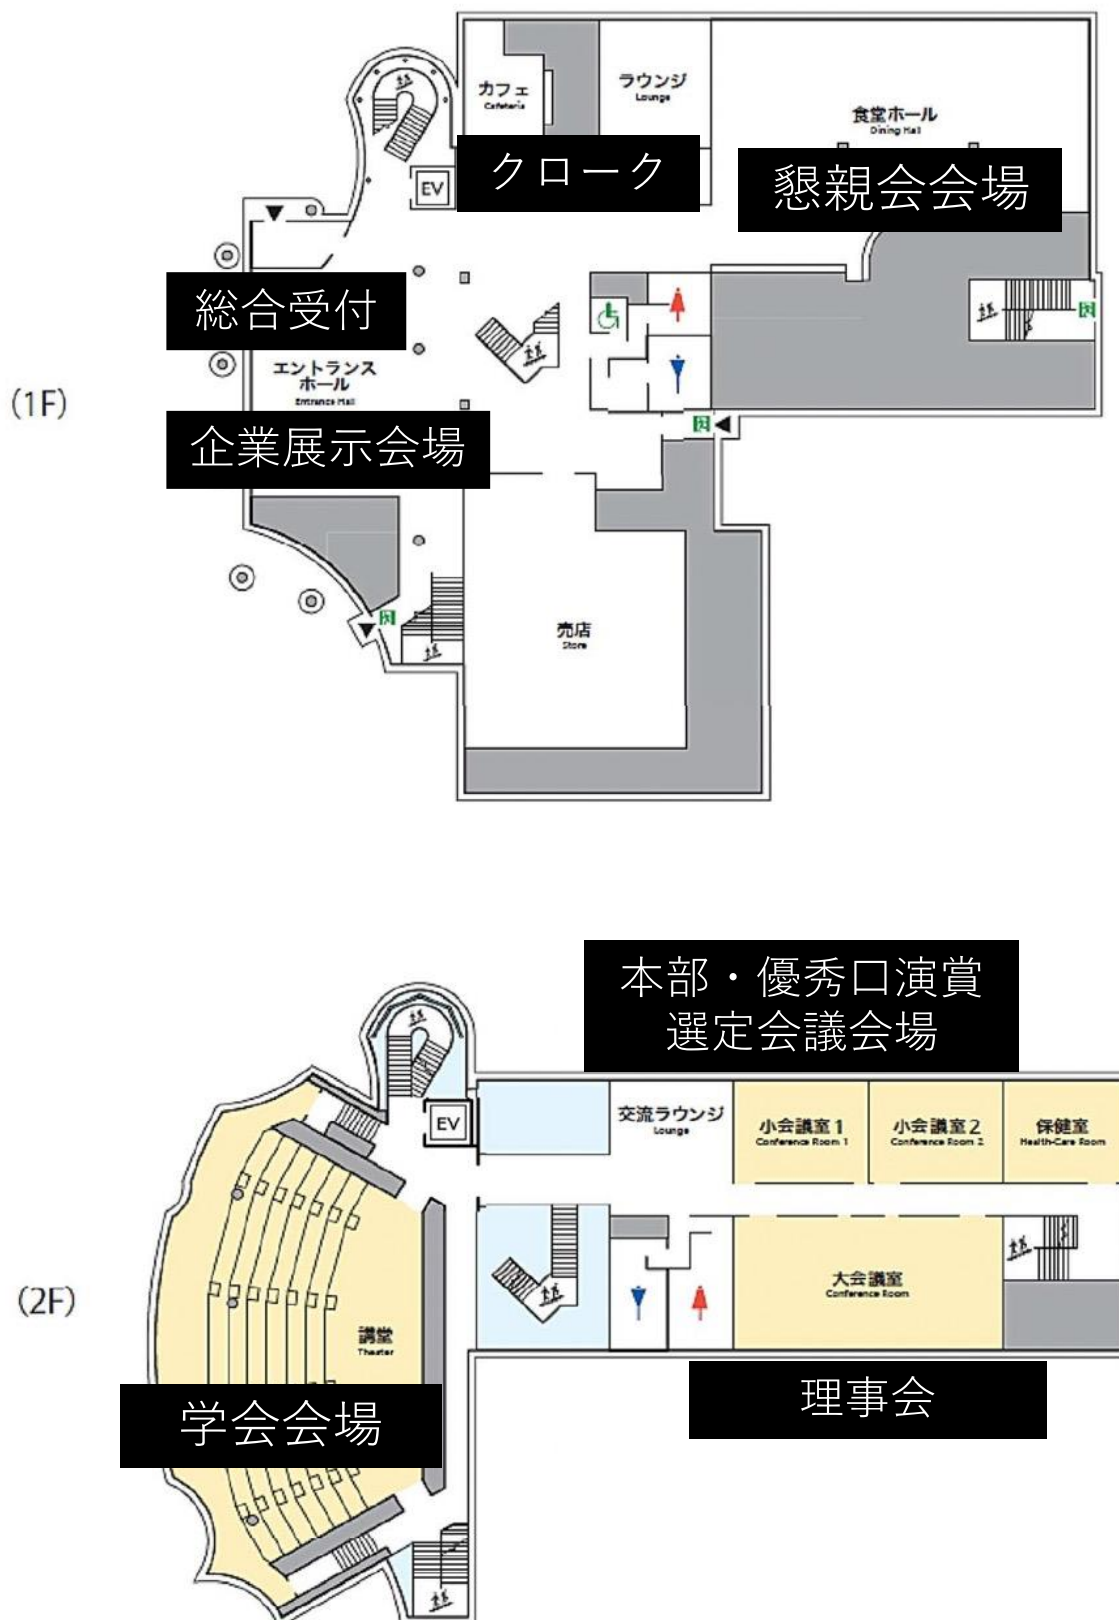 カフェ
Cafeteria
ラウンジ
Lounge
食堂ホール
Dining Hall
クローク
懇親会会場
EV
総合受付
エントランス
ホール
Entrance Hall
(1F)
企業展示会場
売店
Store
本部・優秀口演賞
選定会議会場
EV
交流ラウンジ
Lounge
小会議室1
Conference Room 1
小会議室2
Conference Room 2
保健室
Health-Care Room
大会議室
Conference Room
(2F)
講堂
Theater
学会会場
理事会